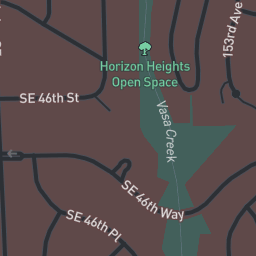 153rd Ave
Horizon Heights
Open Space
SE 46th St
Vasa Creek
SE 46th Way
SE 46th Pl